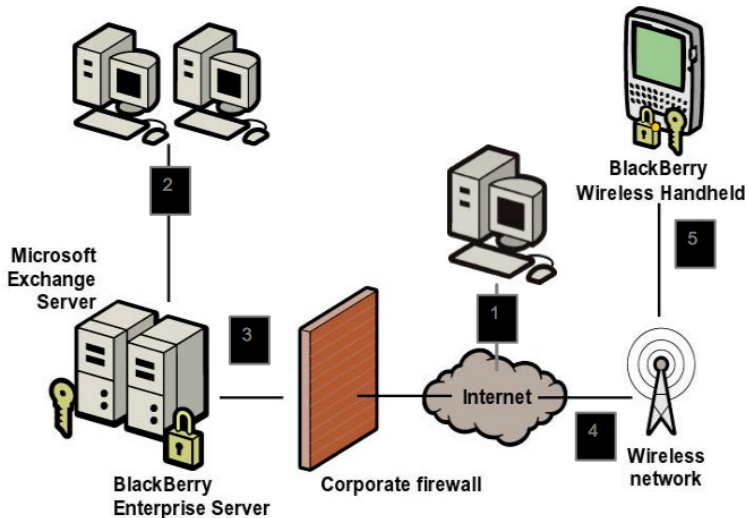 2
BlackBerry
Wireless Handheld
5
Microsoft
Exchange
Server
1
3
Internet
4
Wireless
network
Corporate firewall
BlackBerry
Enterprise Server